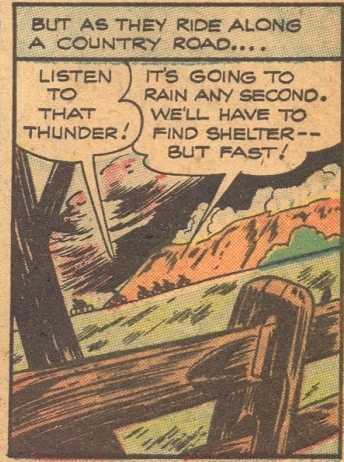 BUT AS THEY RIDE ALONG
A COUNTRY ROAD....
LISTEN
TO
THAT
THUNDER!
IT'S GOING TO
RAIN ANY SECOND.
WE'LL HAVE TO
FIND SHELTER--
BUT FAST!